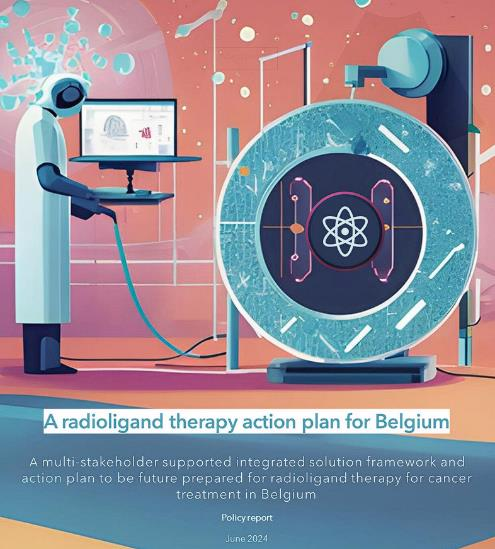 A radioligand therapy action plan for Belgium
A multi-stakeholder supported integrated solution framework and
action plan to be future prepared for radioligand therapy for cancer
treatment in Belgium
Policy report
June 2024